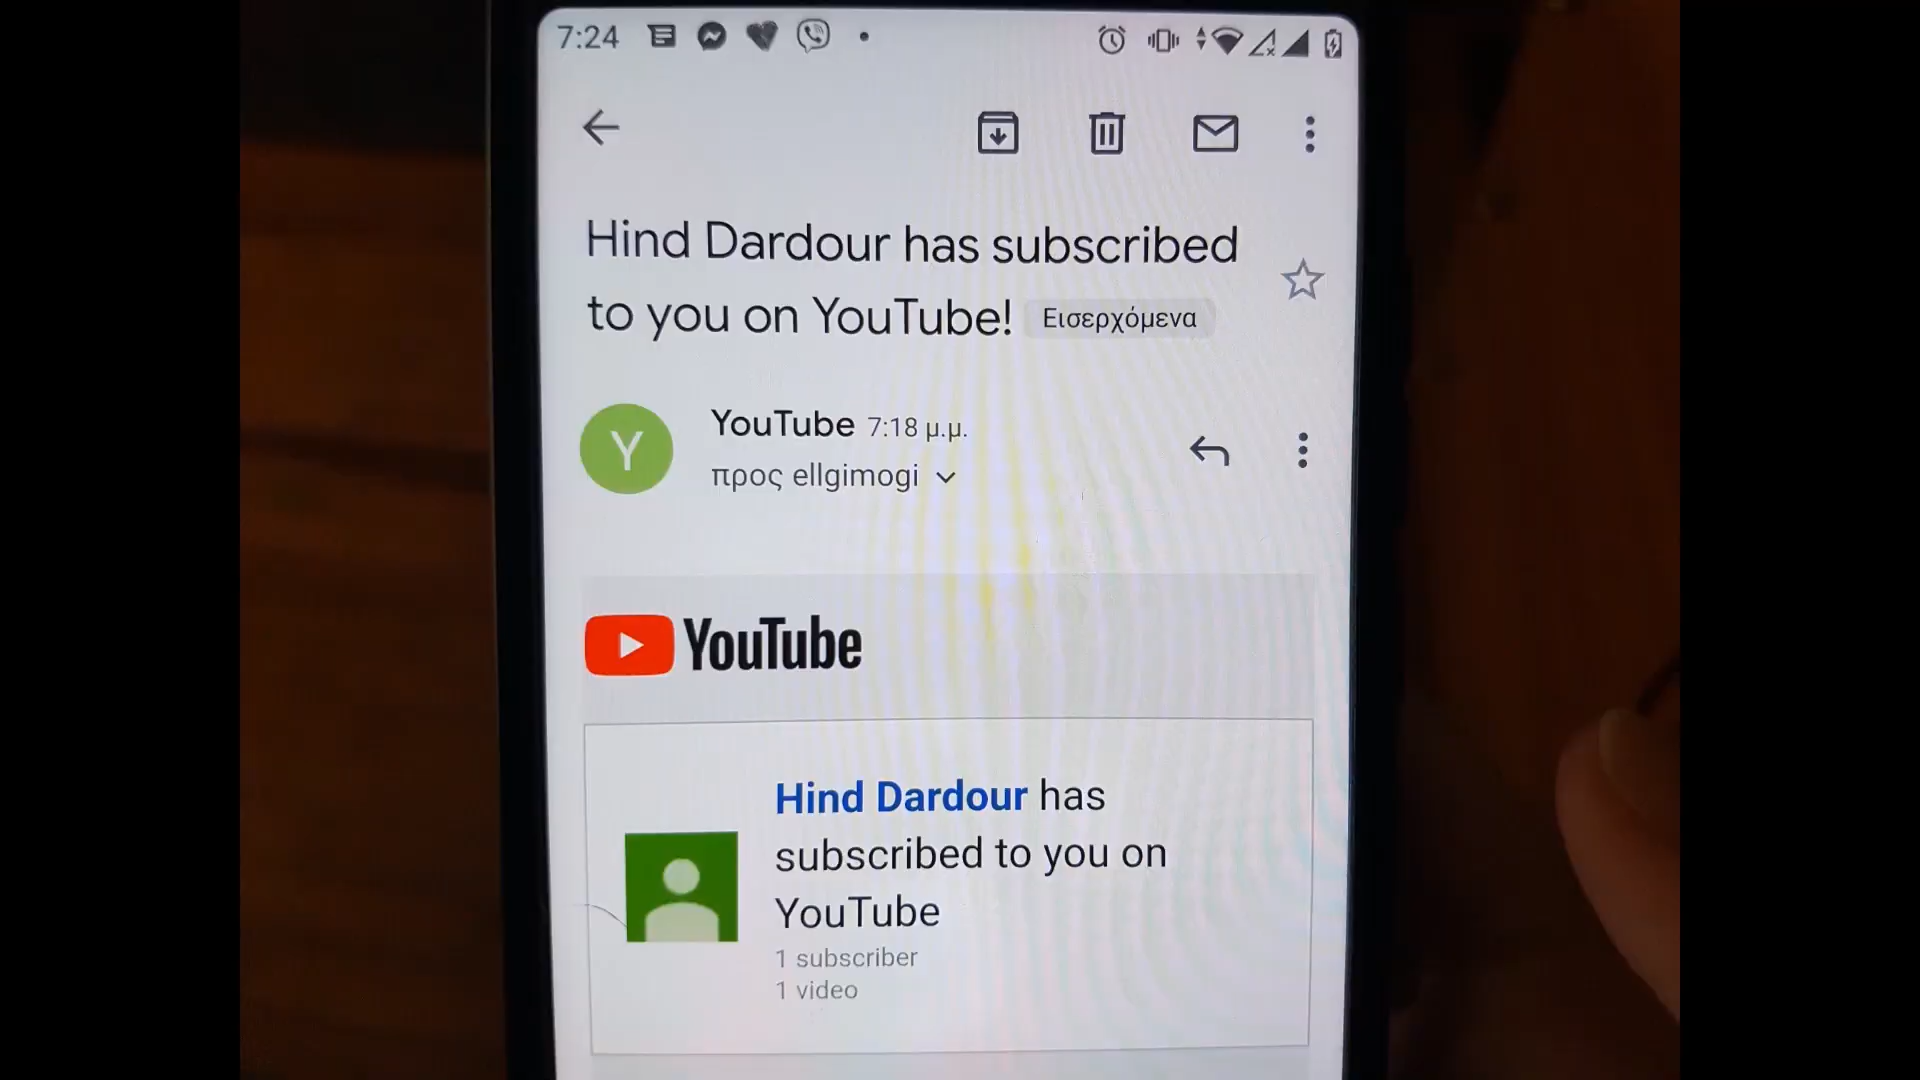 7:24
Hind Dardour has subscribed
to you on YouTube! Εισερχόμενα
Y
YouTube 7:18 μ.μ.
προς ellgimogi
YouTube
Hind Dardour has
subscribed to you on
YouTube
1 subscriber
1 video